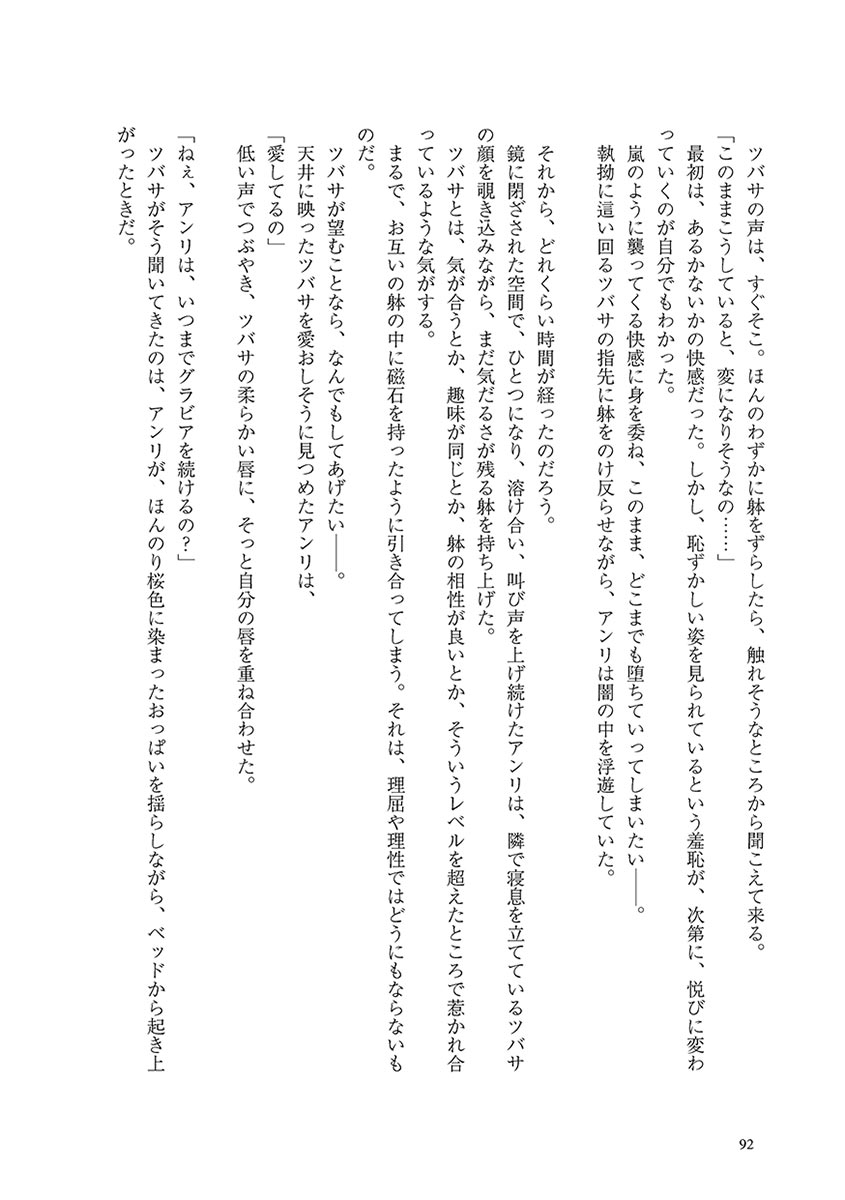 ツバサの声は、すぐそこ。ほんのわずかに躰をずらしたら、触れそうなところから聞こえて来る。
「このままこうしていると、変になりそうなの……」
最初は、あるかないかの快感だった。しかし、恥ずかしい姿を見られているという羞恥が、次第に、悦びに変わ
っていくのが自分でもわかった。
嵐のように襲ってくる快感に身を委ね、このまま、どこまでも堕ちていってしまいたい――。
執拗に這い回るツバサの指先に躰をのけ反らせながら、アンリは闇の中を浮遊していた。
それから、どれくらい時間が経ったのだろう。
鏡に閉ざされた空間で、ひとつになり、溶け合い、叫び声を上げ続けたアンリは、隣で寝息を立てているツバサ
の顔を覗き込みながら、まだ気だるさが残る躰を持ち上げた。
ツバサとは、気が合うとか、趣味が同じとか、躰の相性が良いとか、そういうレベルを超えたところで惹かれ合
っているような気がする。
まるで、お互いの躰の中に磁石を持ったように引き合ってしまう。それは、理屈や理性ではどうにもならないも
のだ。
ツバサが望むことなら、なんでもしてあげたい――。
天井に映ったツバサを愛おしそうに見つめたアンリは、
「愛してるの」
低い声でつぶやき、ツバサの柔らかい唇に、そっと自分の唇を重ね合わせた。
「ねぇ、アンリは、いつまでグラビアを続けるの？」
ツバサがそう聞いてきたのは、アンリが、ほんのり桜色に染まったおっぱいを揺らしながら、ベッドから起き上
がったときだ。
92